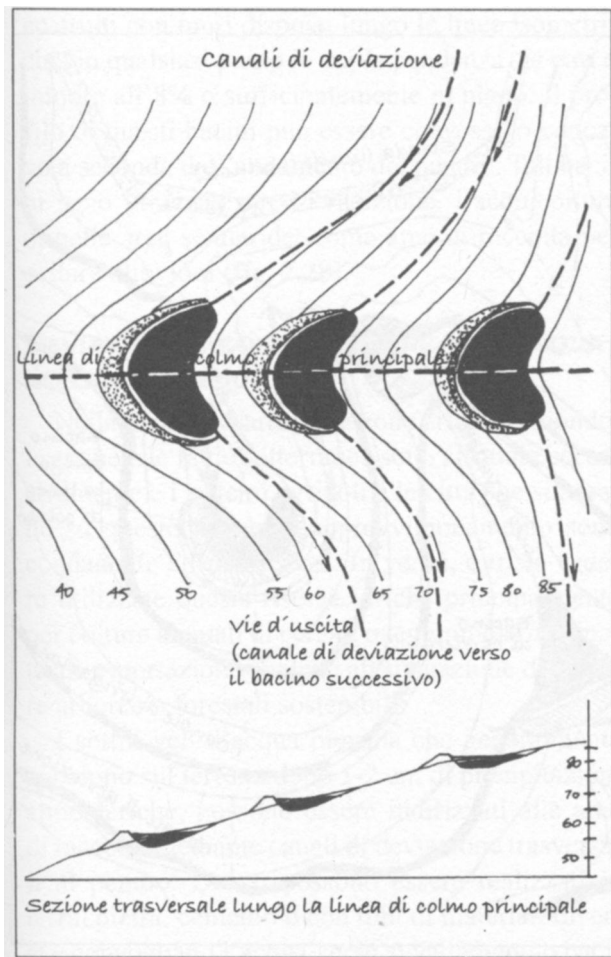 Canali di deviazione
Linea di colmo principale
40 45 50 55 60 65 70 75 80 85
Vie d'uscita
(canale di deviazione verso
il bacino successivo)
80
70
60
50
Sezione trasversale lungo la linea di colmo principale